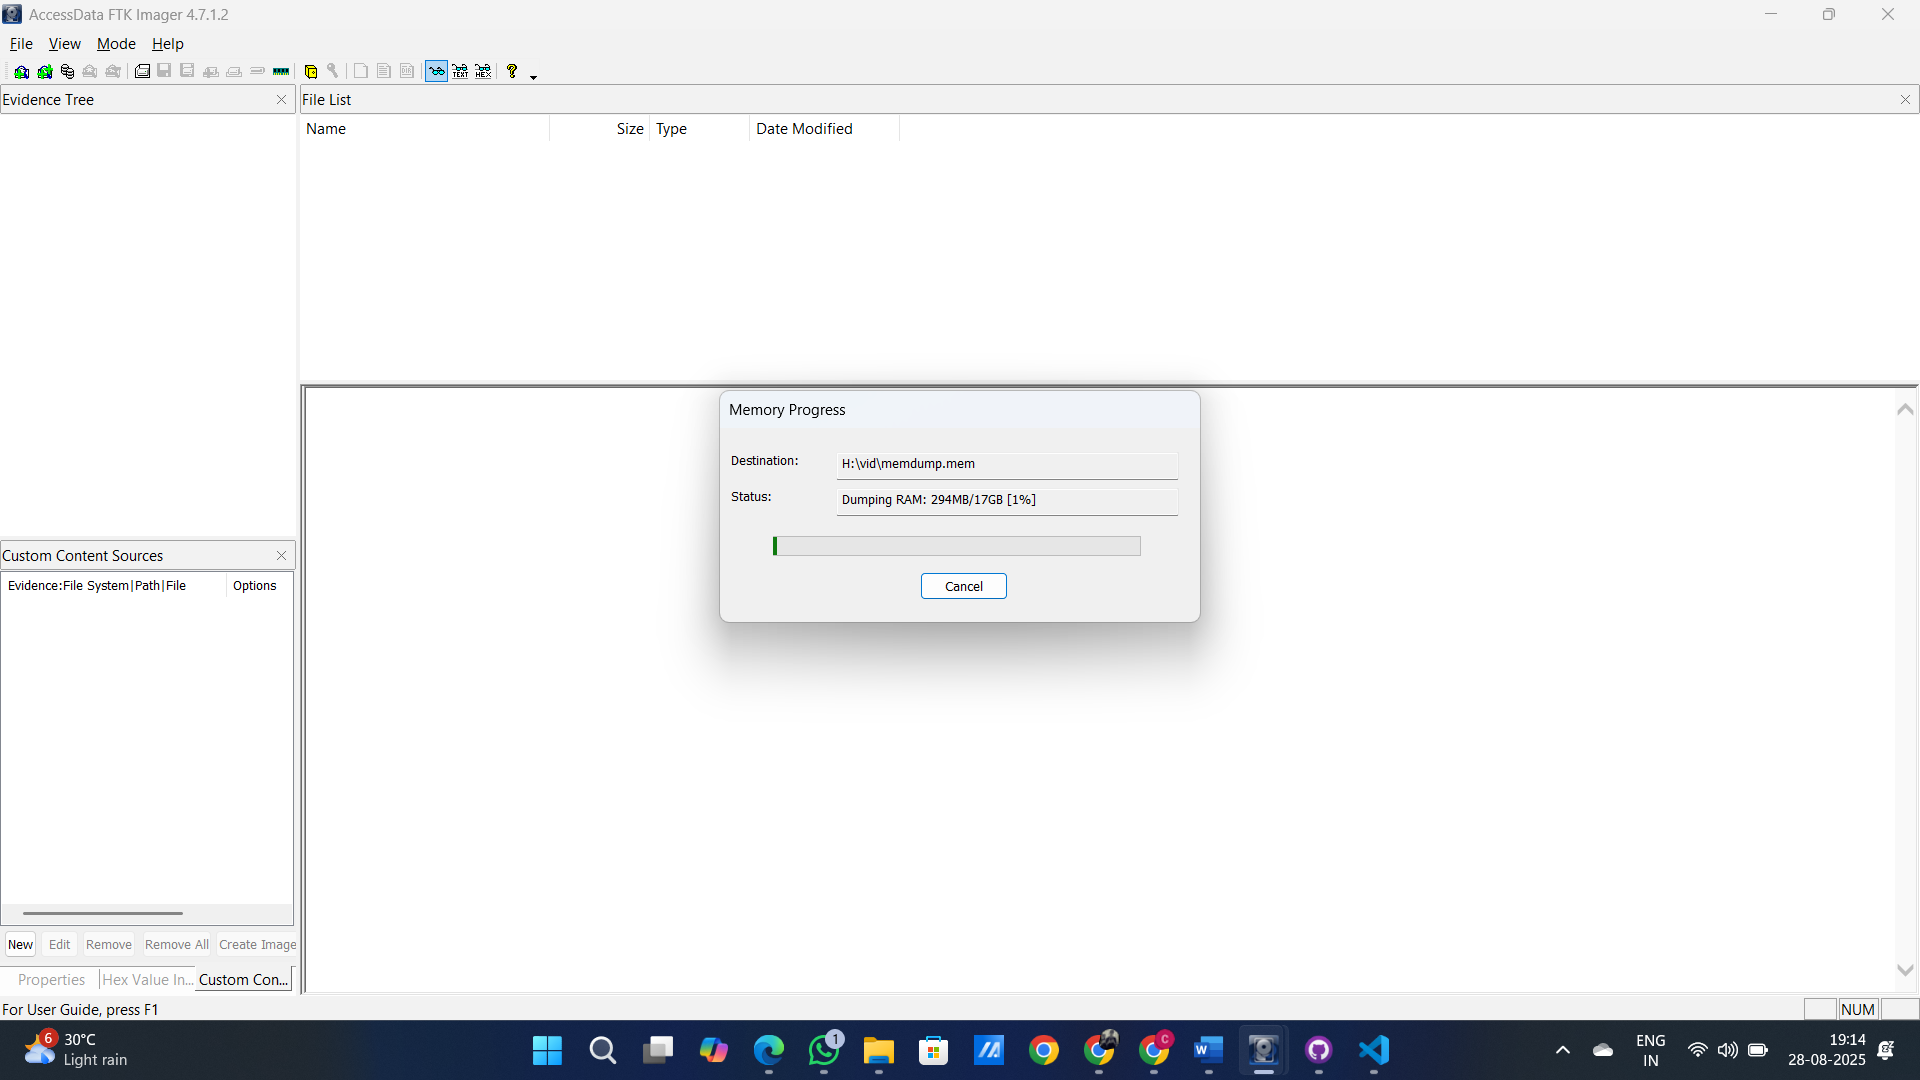 AccessData FTK Imager 4.7.1.2
File View Mode Help
Evidence Tree
File List
Name Size Type Date Modified
Memory Progress
Destination: H:\vid\memdump.mem
Status: Dumping RAM: 294MB/17GB [1%]
Cancel
Custom Content Sources
Evidence:File System|Path|File Options
New Edit Remove Remove All Create Image
Properties Hex Value In... Custom Con...
For User Guide, press F1
NUM
6
30°C
Light rain
1
C
W
ENG
IN
19:14
28-08-2025